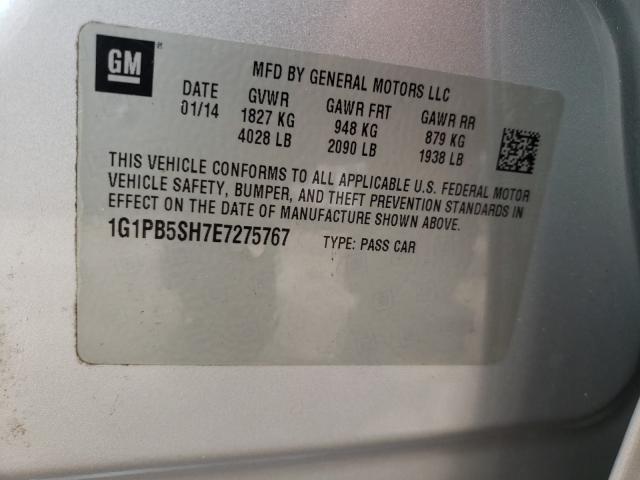 GM
MFD BY GENERAL MOTORS LLC
DATE GVWR GAWR FRT GAWR RR
01/14 1827 KG 948 KG 879 KG
4028 LB 2090 LB 1938 LB
THIS VEHICLE CONFORMS TO ALL APPLICABLE U.S. FEDERAL MOTOR
VEHICLE SAFETY, BUMPER, AND THEFT PREVENTION STANDARDS IN
EFFECT ON THE DATE OF MANUFACTURE SHOWN ABOVE.
1G1PB5SH7E7275767 TYPE: PASS CAR